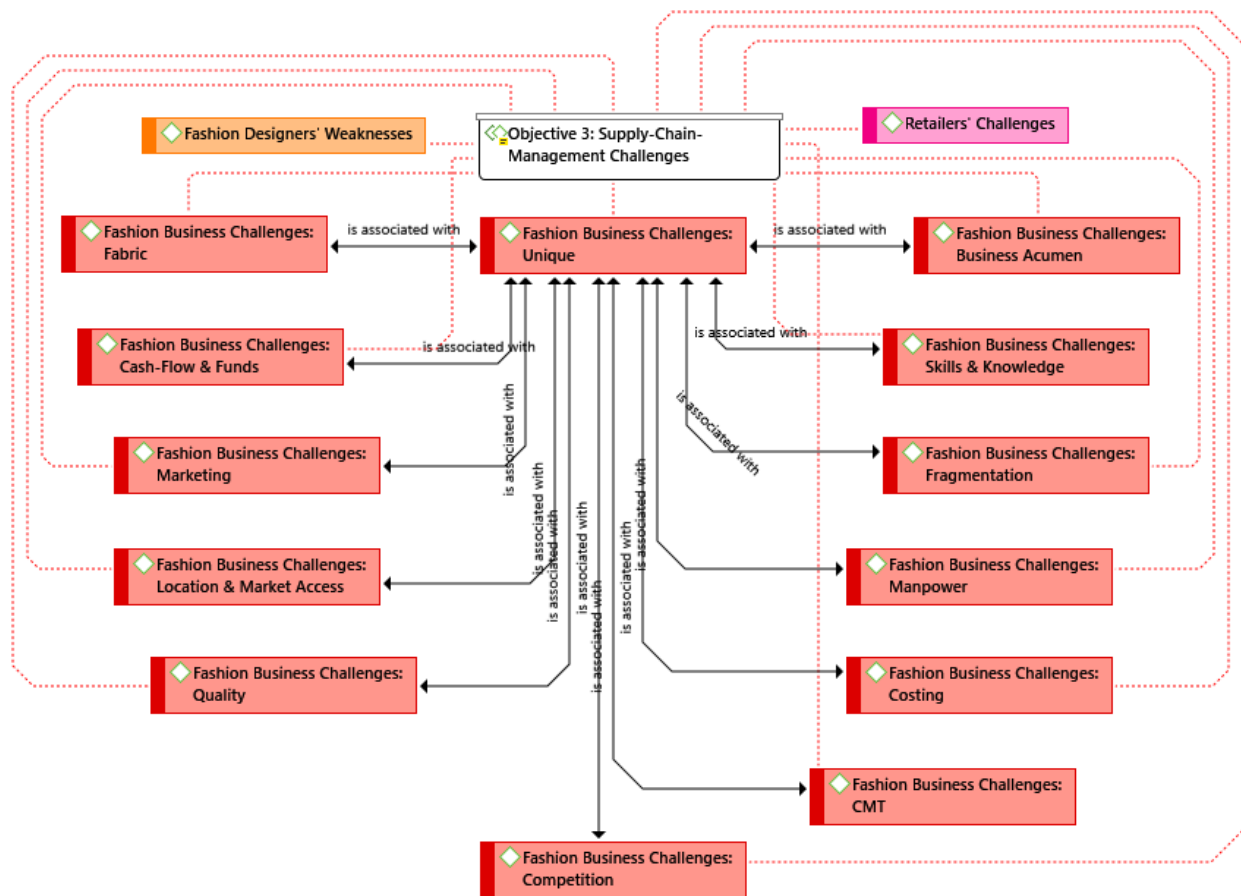 Fashion Designers' Weaknesses
Objective 3: Supply-Chain-
Management Challenges
Retailers' Challenges
Fashion Business Challenges:
Fabric
is associated with
Fashion Business Challenges:
Unique
is associated with
Fashion Business Challenges:
Business Acumen
Fashion Business Challenges:
Cash-Flow & Funds
is associated with
is associated with
Fashion Business Challenges:
Skills & Knowledge
Fashion Business Challenges:
Marketing
is associated with
is associated with
Fashion Business Challenges:
Fragmentation
Fashion Business Challenges:
Location & Market Access
is associated with
is associated with
is associated with
is associated with
is associated with
is associated with
Fashion Business Challenges:
Manpower
Fashion Business Challenges:
Quality
Fashion Business Challenges:
Costing
Fashion Business Challenges:
CMT
Fashion Business Challenges:
Competition